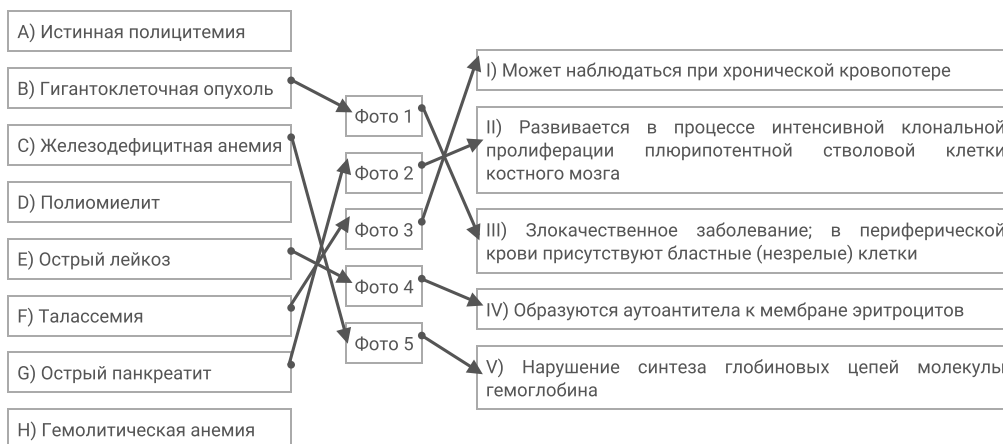 A) Истинная полицитемия
B) Гигантоклеточная опухоль
C) Железодефицитная анемия
D) Полиомиелит
E) Острый лейкоз
F) Талассемия
G) Острый панкреатит
H) Гемолитическая анемия
Фото 1
Фото 2
Фото 3
Фото 4
Фото 5
I) Может наблюдаться при хронической кровопотере
II) Развивается в процессе интенсивной клональной
пролиферации плюрипотентной стволовой клетки
костного мозга
III) Злокачественное заболевание; в периферической
крови присутствуют бластные (незрелые) клетки
IV) Образуются аутоантитела к мембране эритроцитов
V) Нарушение синтеза глобиновых цепей молекулы
гемоглобина